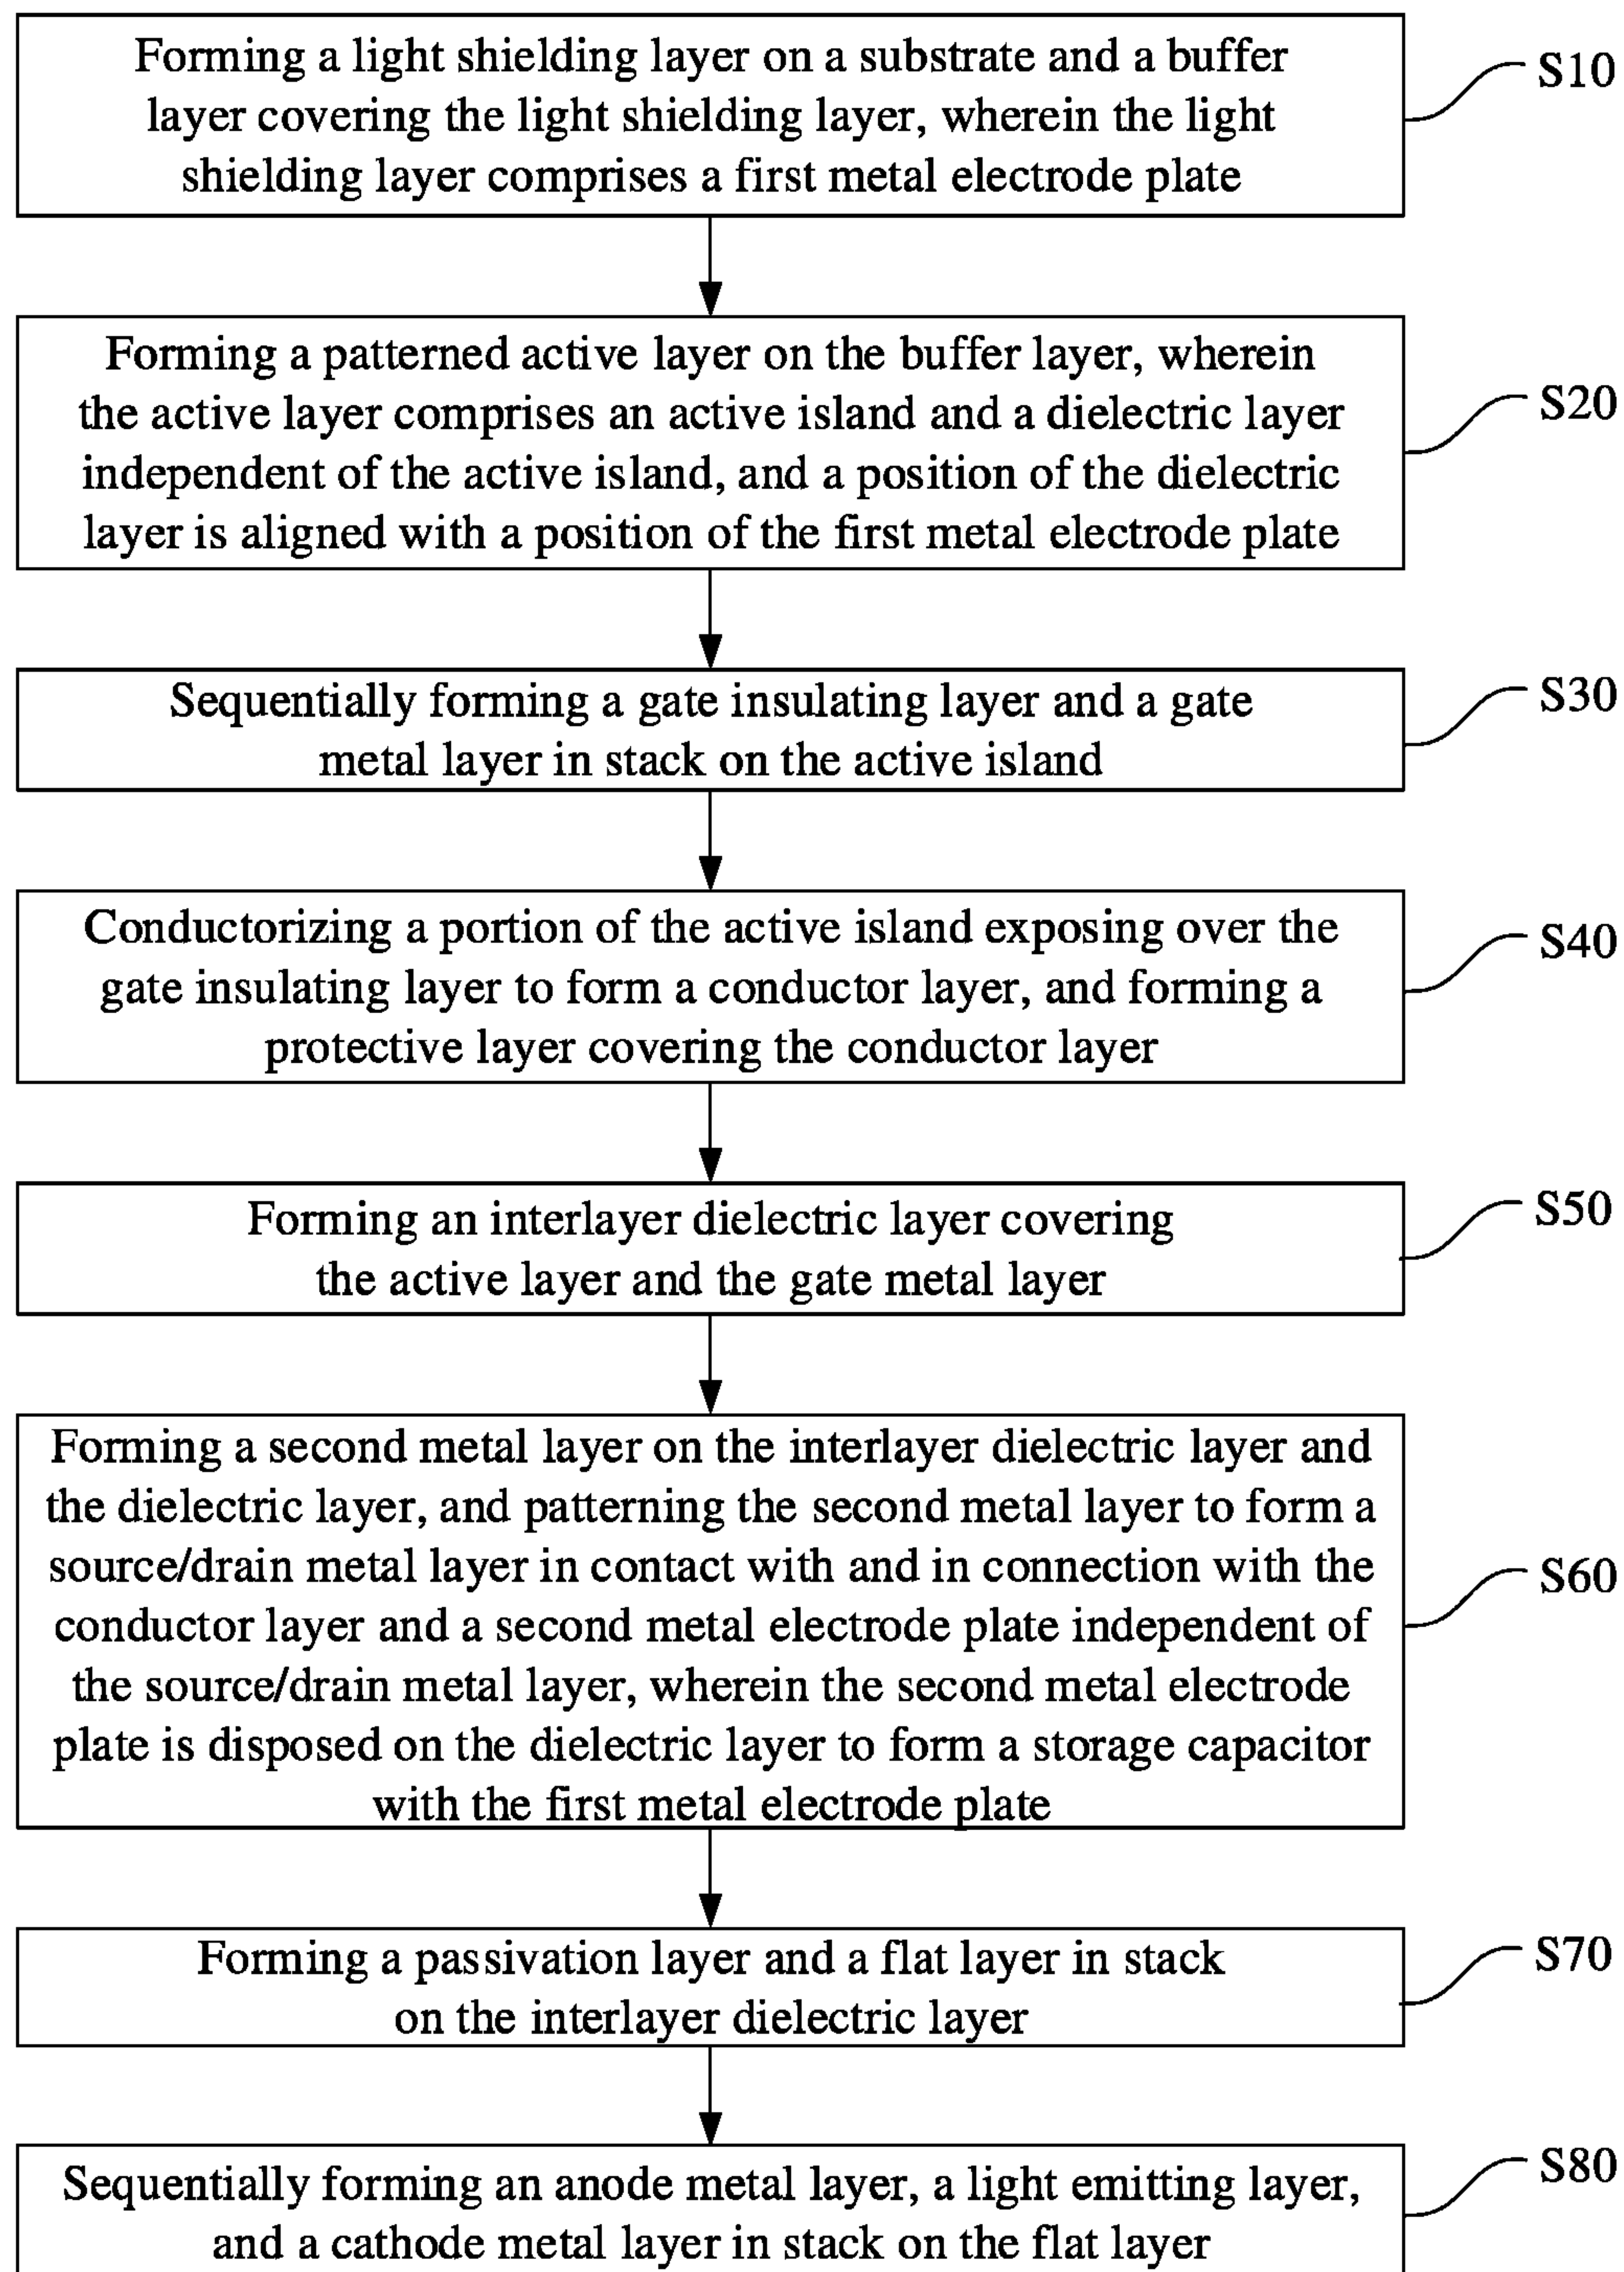 Forming a light shielding layer on a substrate and a buffer
layer covering the light shielding layer, wherein the light
shielding layer comprises a first metal electrode plate
S10
Forming a patterned active layer on the buffer layer, wherein
the active layer comprises an active island and a dielectric layer
independent of the active island, and a position of the dielectric
layer is aligned with a position of the first metal electrode plate
S20
Sequentially forming a gate insulating layer and a gate
metal layer in stack on the active island
S30
Conductorizing a portion of the active island exposing over the
gate insulating layer to form a conductor layer, and forming a
protective layer covering the conductor layer
S40
Forming an interlayer dielectric layer covering
the active layer and the gate metal layer
S50
Forming a second metal layer on the interlayer dielectric layer and
the dielectric layer, and patterning the second metal layer to form a
source/drain metal layer in contact with and in connection with the
conductor layer and a second metal electrode plate independent of
the source/drain metal layer, wherein the second metal electrode
plate is disposed on the dielectric layer to form a storage capacitor
with the first metal electrode plate
S60
Forming a passivation layer and a flat layer in stack
on the interlayer dielectric layer
S70
Sequentially forming an anode metal layer, a light emitting layer,
and a cathode metal layer in stack on the flat layer
S80